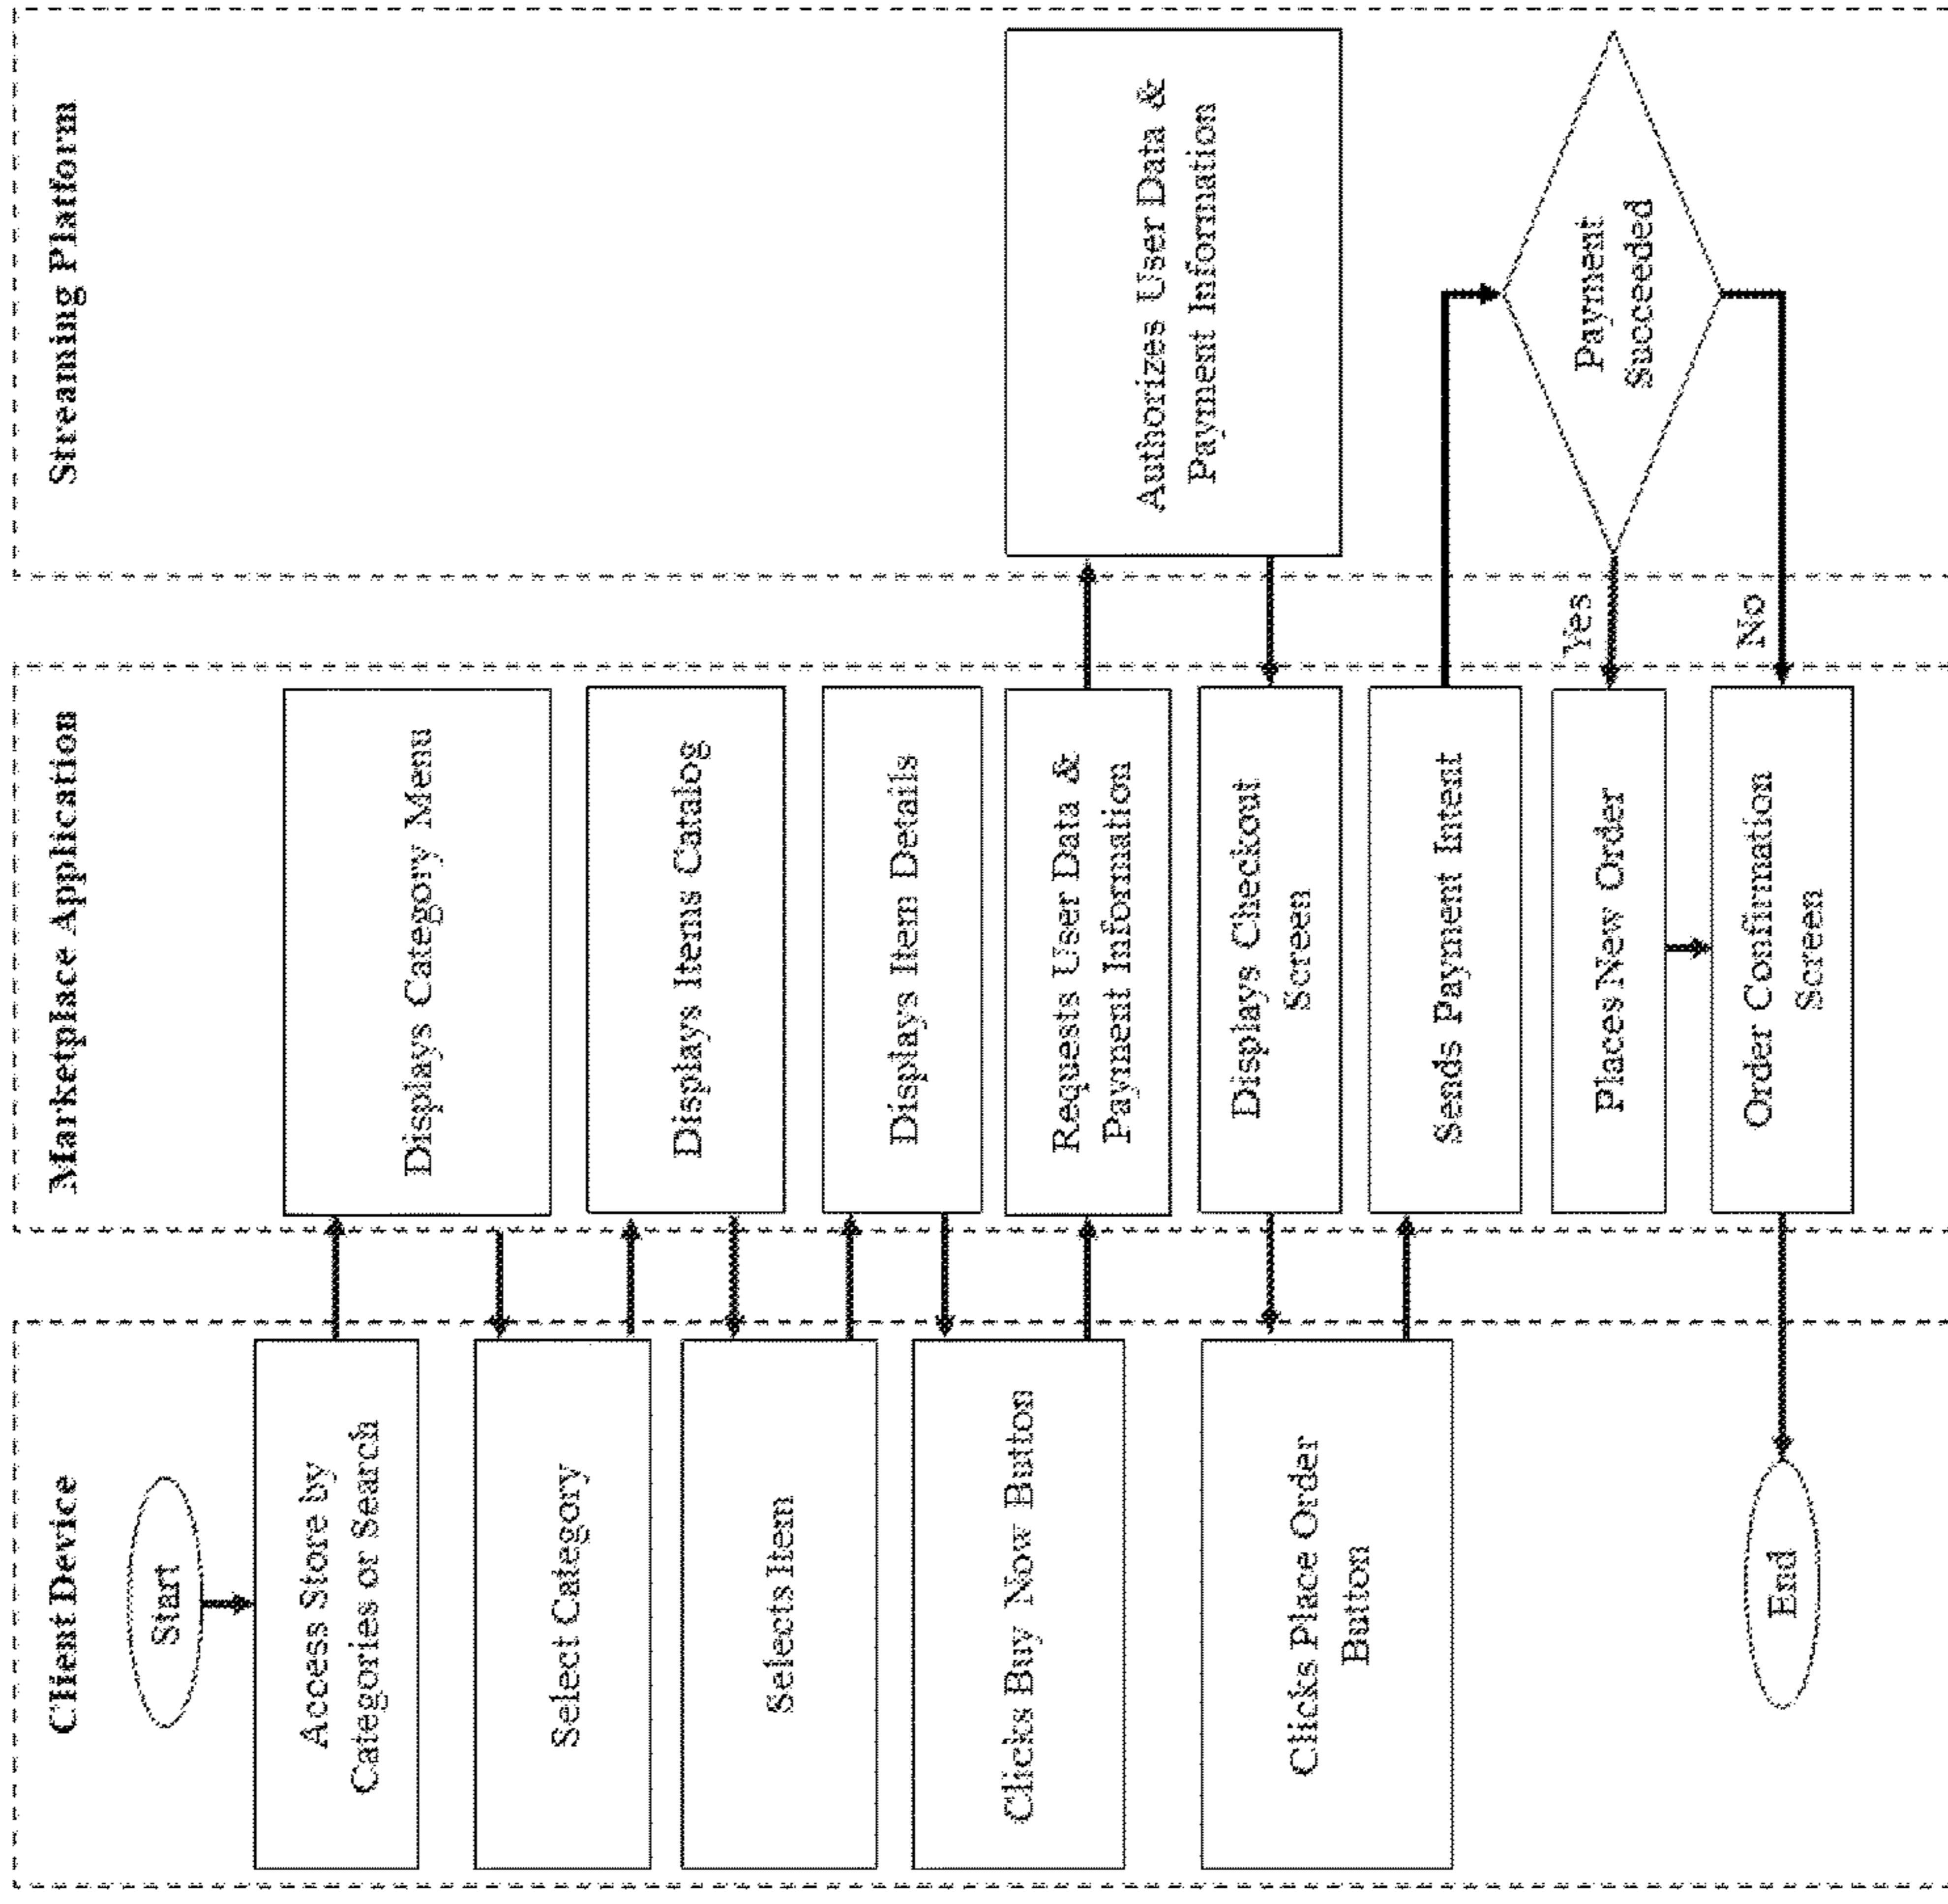 Client Device
Start
Access Store by
Categories or Search
Select Category
Selects Item
Clicks Buy Now Button
Clicks Place Order
Button
End
Marketplace Application
Displays Category Menu
Displays Items Catalog
Displays Item Details
Requests User Data &
Payment Information
Displays Checkout
Screen
Sends Payment Intent
Places New Order
Order Confirmation
Screen
Yes
No
Streaming Platform
Authorizes User Data &
Payment Information
Payment
Succeeded